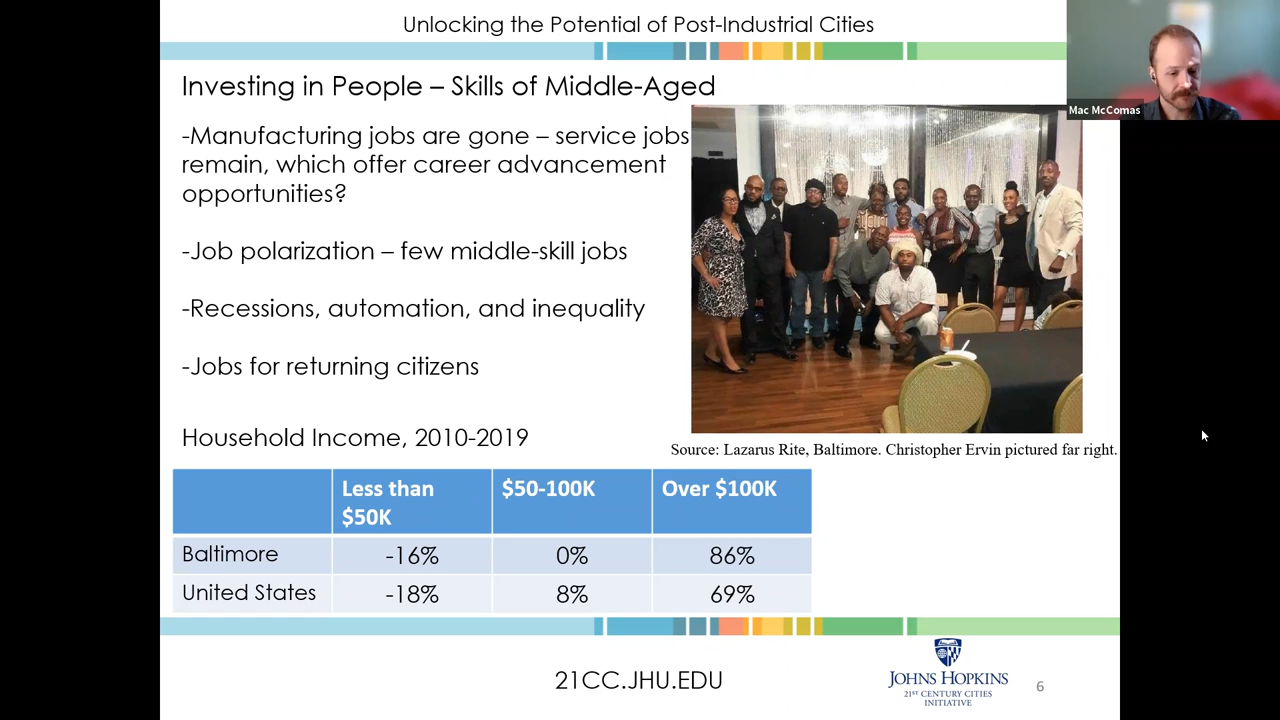 Unlocking the Potential of Post-Industrial Cities
Mac McComas
Investing in People – Skills of Middle-Aged
-Manufacturing jobs are gone – service jobs
remain, which offer career advancement
opportunities?
-Job polarization – few middle-skill jobs
-Recessions, automation, and inequality
-Jobs for returning citizens
Source: Lazarus Rite, Baltimore. Christopher Ervin pictured far right.
Household Income, 2010-2019
Less than $50-100K Over $100K
$50K
Baltimore -16% 0% 86%
United States -18% 8% 69%
21CC.JHU.EDU
JOHNS HOPKINS
21ST CENTURY CITIES
INITIATIVE
6